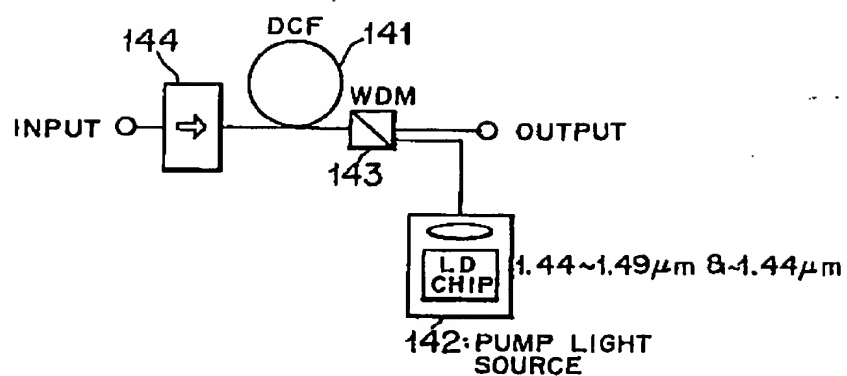 144
DCF
141
WDM
INPUT
⇨
OUTPUT
143
LD
CHIP
1.44~1.49μm &~1.44μm
142:PUMP LIGHT
SOURCE